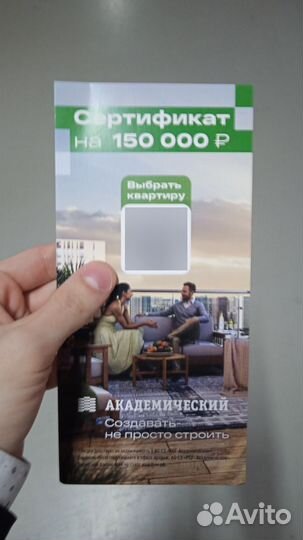 Сертификат
на 150 000 ₽
Выбрать
квартиру
АКАДЕМИЧЕСКИЙ
Создавать-
не просто строить
Avito